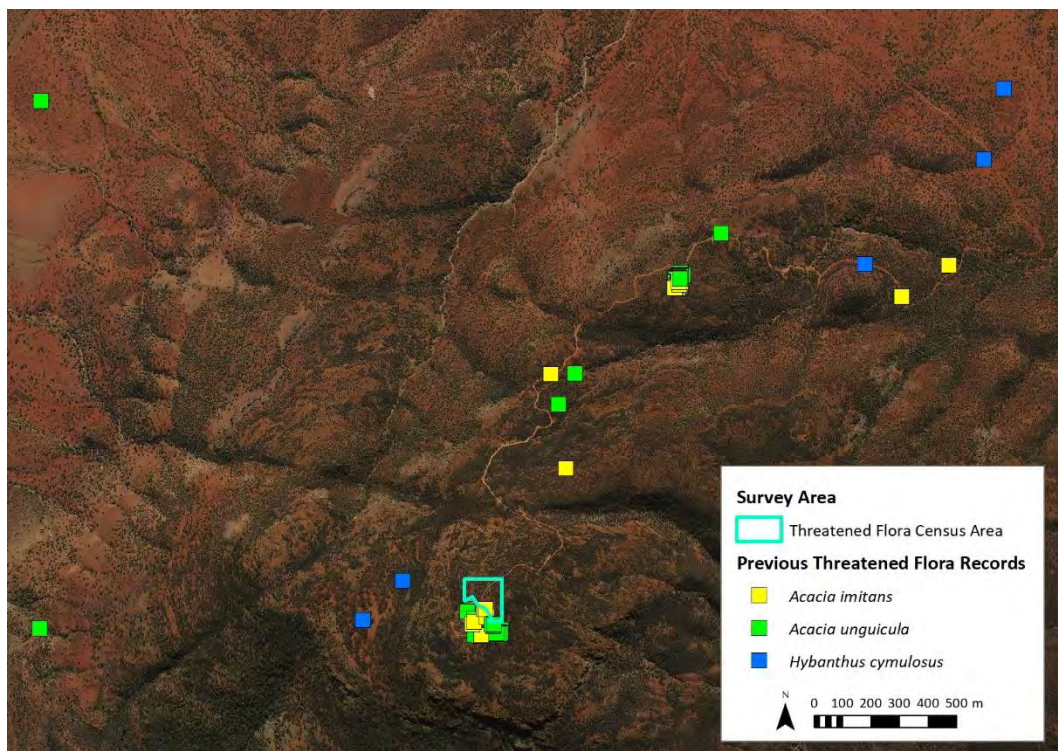 Survey Area
Threatened Flora Census Area
Previous Threatened Flora Records
Acacia imitans
Acacia unguicula
Hybanthus cymulosus
N
0 100 200 300 400 500 m